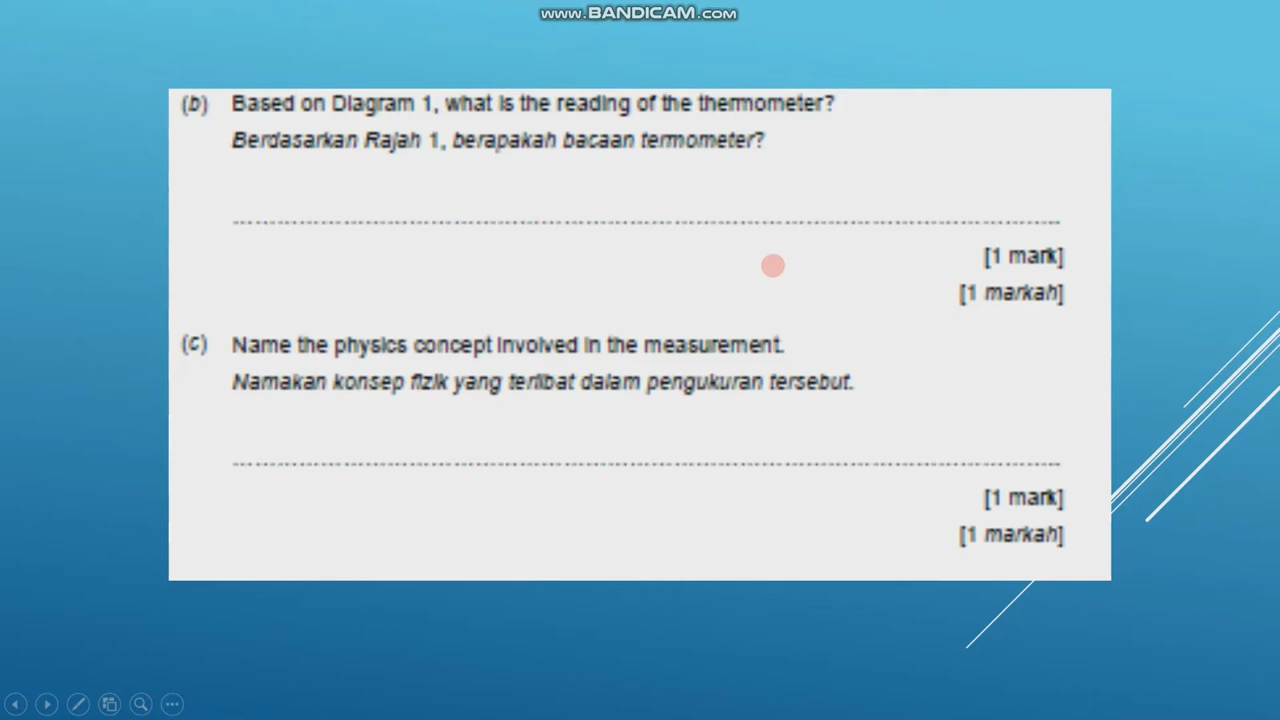 www.BANDICAM.com
(b) Based on Diagram 1, what is the reading of the thermometer?
Berdasarkan Rajah 1, berapakah bacaan termometer?
[1 mark]
[1 markah]
(c) Name the physics concept involved in the measurement.
Namakan konsep fizik yang terlibat dalam pengukuran tersebut.
[1 mark]
[1 markah]